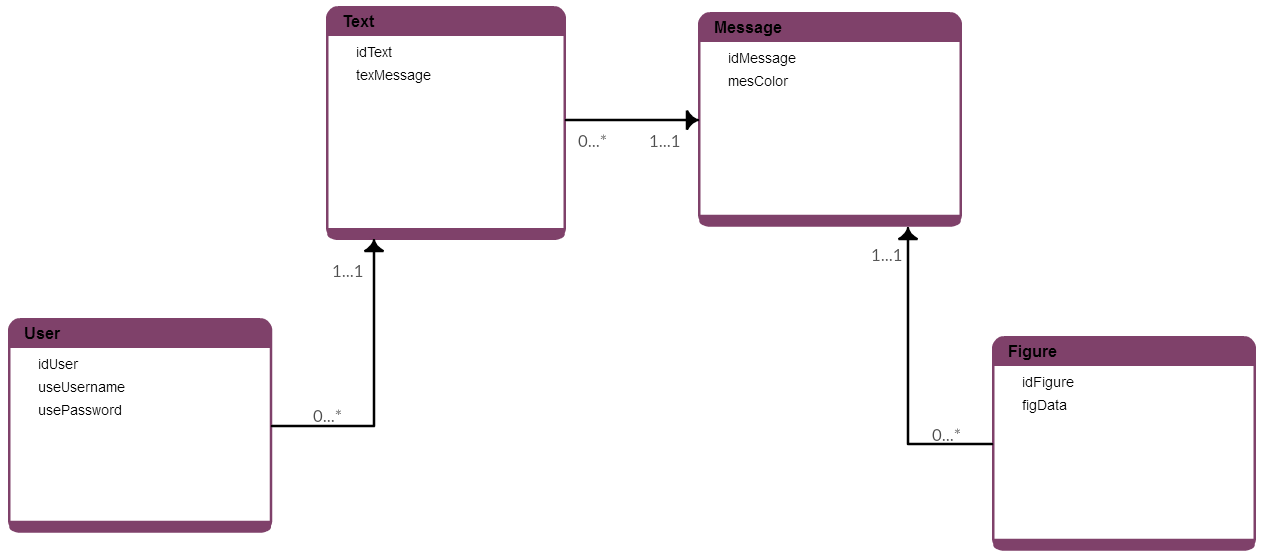 Text
idText
texMessage
Message
idMessage
mesColor
0...*
1...1
1...1
1...1
User
idUser
useUsername
usePassword
0...*
Figure
idFigure
figData
0...*